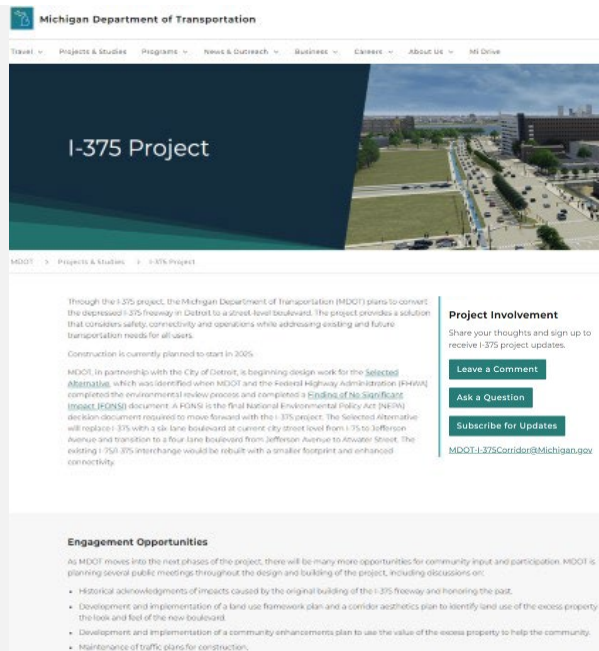 Michigan Department of Transportation
Travel Projects & Studies Programs News & Outreach Business Careers About Us Mi Drive
I-375 Project
MDOT > Projects & Studies > I-375 Project
Through the I-375 project, the Michigan Department of Transportation (MDOT) plans to convert
the depressed I-375 freeway in Detroit to a street-level boulevard. The project provides a solution
that considers safety, connectivity and operations while addressing existing and future
transportation needs for all users.
Construction is currently planned to start in 2025.
MDOT, in partnership with the City of Detroit, is beginning design work for the Selected
Alternative, which was identified when MDOT and the Federal Highway Administration (FHWA)
completed the environmental review process and completed a Finding of No Significant
Impact (FONSI) document. A FONSI is the final National Environmental Policy Act (NEPA)
decision document required to move forward with the I-375 project. The Selected Alternative
will replace I-375 with a six-lane boulevard at current city street level from I-75 to Jefferson
Avenue and transition to a four-lane boulevard from Jefferson Avenue to Atwater Street. The
existing I-75/I-375 interchange would be rebuilt with a smaller footprint and enhanced
connectivity.
Project Involvement
Share your thoughts and sign up to
receive I-375 project updates.
Leave a Comment
Ask a Question
Subscribe for Updates
MDOT-I-375Corridor@Michigan.gov
Engagement Opportunities
As MDOT moves into the next phases of the project, there will be many more opportunities for community input and participation. MDOT is
planning several public meetings throughout the design and building of the project, including discussions on:
• Historical acknowledgments of impacts caused by the original building of the I-375 freeway and honoring the past.
• Development and implementation of a land use framework plan and a corridor aesthetics plan to identify land use of the excess property
the look and feel of the new boulevard.
• Development and implementation of a community enhancements plan to use the value of the excess property to help the community.
• Maintenance of traffic plans for construction.